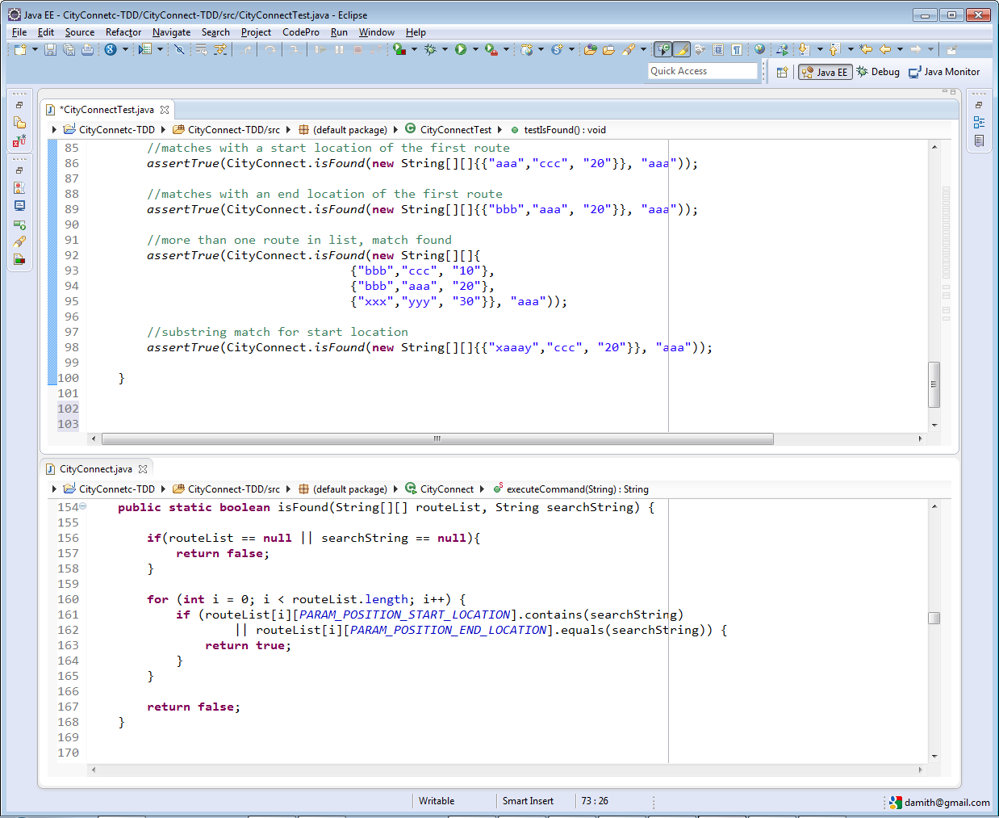 Java EE - CityConnetc-TDD/CityConnect-TDD/src/CityConnectTest.java - Eclipse
File Edit Source Refactor Navigate Search Project CodePro Run Window Help
Quick Access Java EE Debug Java Monitor
*CityConnectTest.java
CityConnetc-TDD CityConnect-TDD/src (default package) CityConnectTest testIsFound() : void
85 //matches with a start location of the first route
86 assertTrue(CityConnect.isFound(new String[][]{{"aaa","ccc", "20"}}, "aaa"));
87
88 //matches with an end location of the first route
89 assertTrue(CityConnect.isFound(new String[][]{{"bbb","aaa", "20"}}, "aaa"));
90
91 //more than one route in list, match found
92 assertTrue(CityConnect.isFound(new String[][]{
93 {"bbb","ccc", "10"},
94 {"bbb","aaa", "20"},
95 {"xxx","yyy", "30"}}, "aaa"));
96
97 //substring match for start location
98 assertTrue(CityConnect.isFound(new String[][]{{"xaaay","ccc", "20"}}, "aaa"));
99
100 }
101
102
103
CityConnect.java
CityConnetc-TDD CityConnect-TDD/src (default package) CityConnect executeCommand(String) : String
154 public static boolean isFound(String[][] routeList, String searchString) {
155
156 if(routeList == null || searchString == null){
157 return false;
158 }
159
160 for (int i = 0; i < routeList.length; i++) {
161 if (routeList[i][PARAM_POSITION_START_LOCATION].contains(searchString)
162 || routeList[i][PARAM_POSITION_END_LOCATION].equals(searchString)) {
163 return true;
164 }
165 }
166
167 return false;
168 }
169
170
Writable Smart Insert 73 : 26 damith@gmail.com